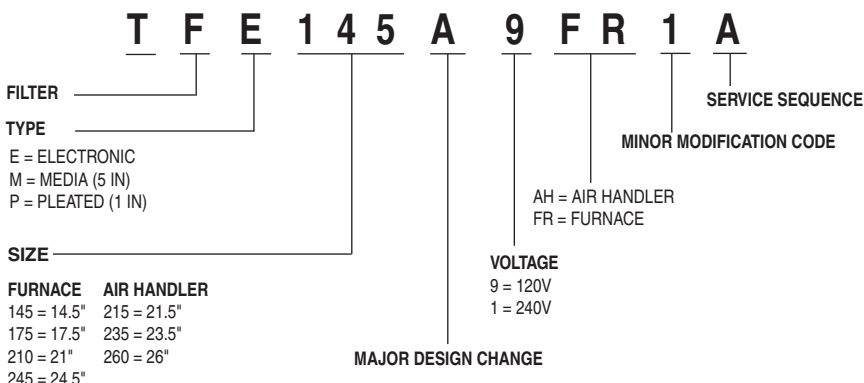 T F E 1 4 5 A 9 F R 1 A
FILTER
SERVICE SEQUENCE
TYPE
MINOR MODIFICATION CODE
E = ELECTRONIC
M = MEDIA (5 IN)
P = PLEATED (1 IN)
AH = AIR HANDLER
FR = FURNACE
SIZE
VOLTAGE
9 = 120V
1 = 240V
FURNACE AIR HANDLER
145 = 14.5" 215 = 21.5"
175 = 17.5" 235 = 23.5"
210 = 21" 260 = 26"
245 = 24.5"
MAJOR DESIGN CHANGE